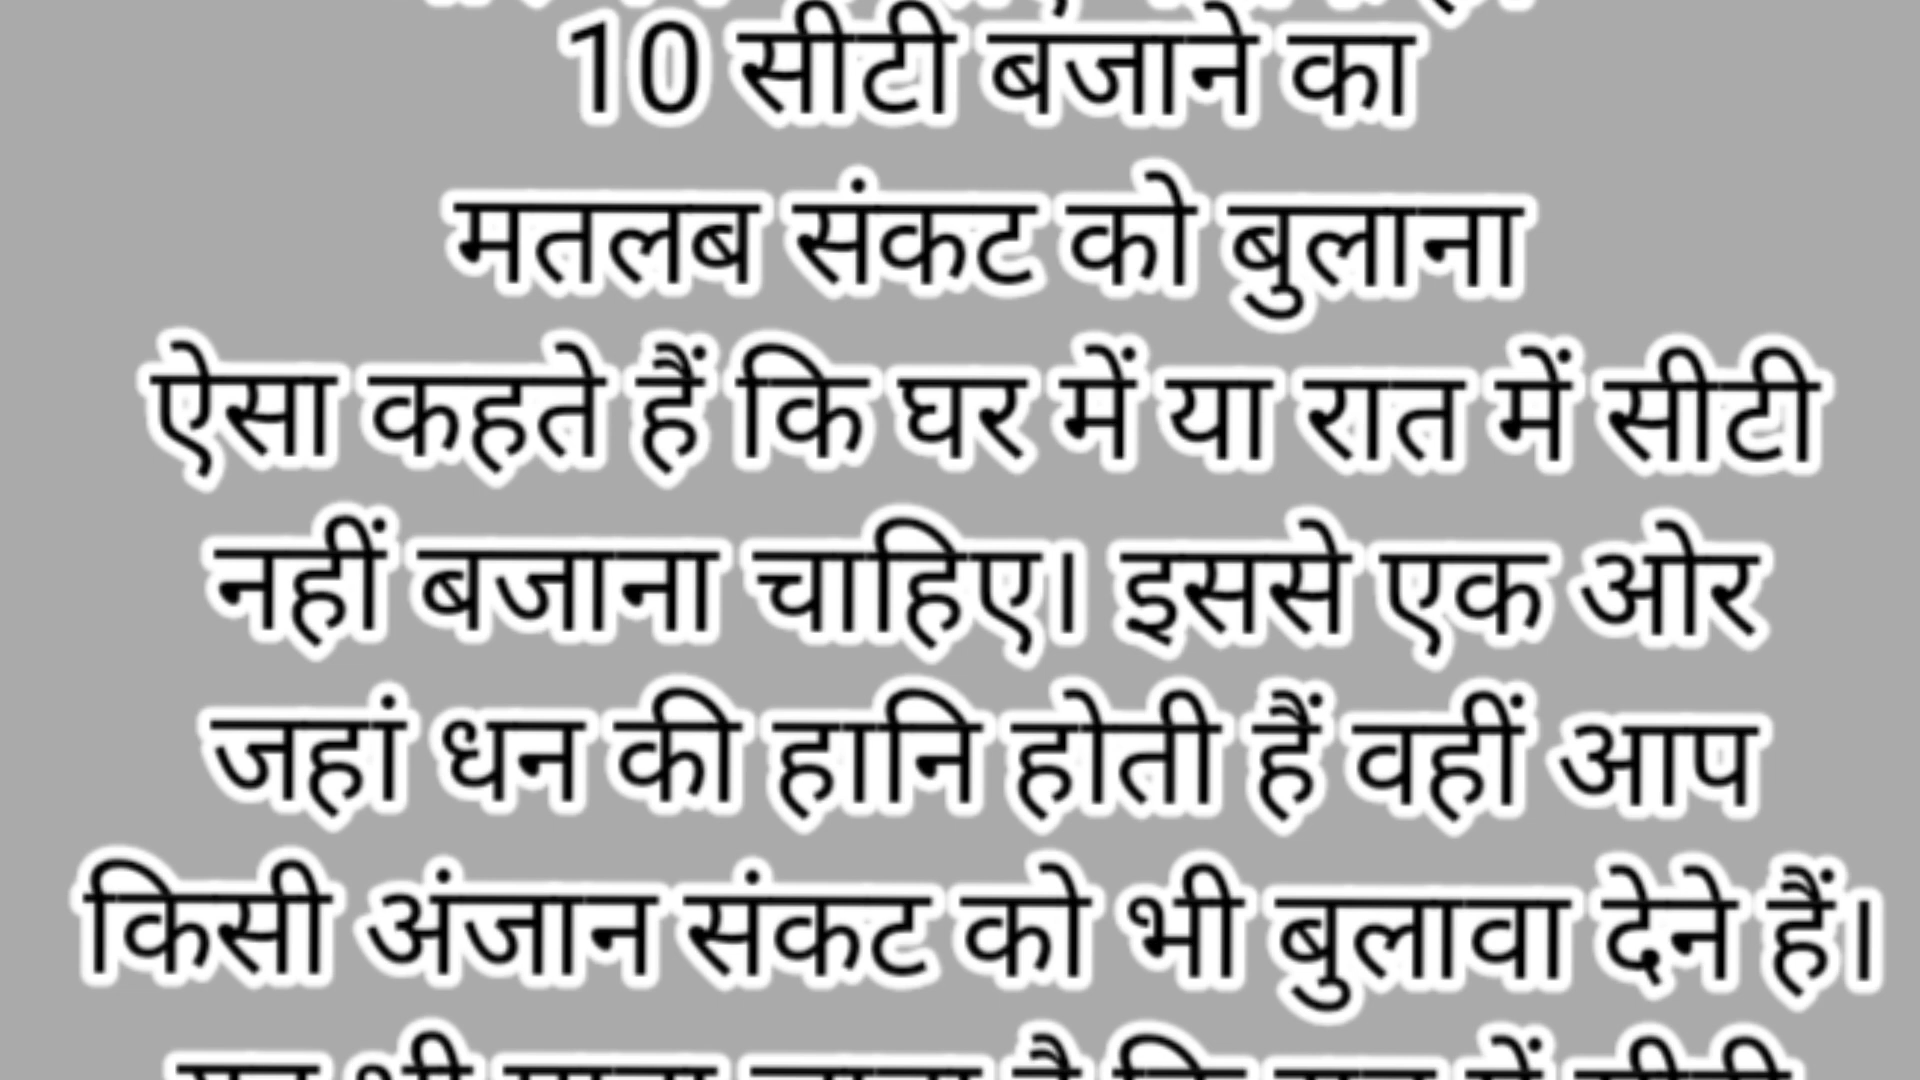 10 सीटी बजाने का
मतलब संकट को बुलाना
ऐसा कहते हैं कि घर में या रात में सीटी
नहीं बजाना चाहिए। इससे एक ओर
जहां धन की हानि होती हैं वहीं आप
किसी अंजान संकट को भी बुलावा देने हैं।